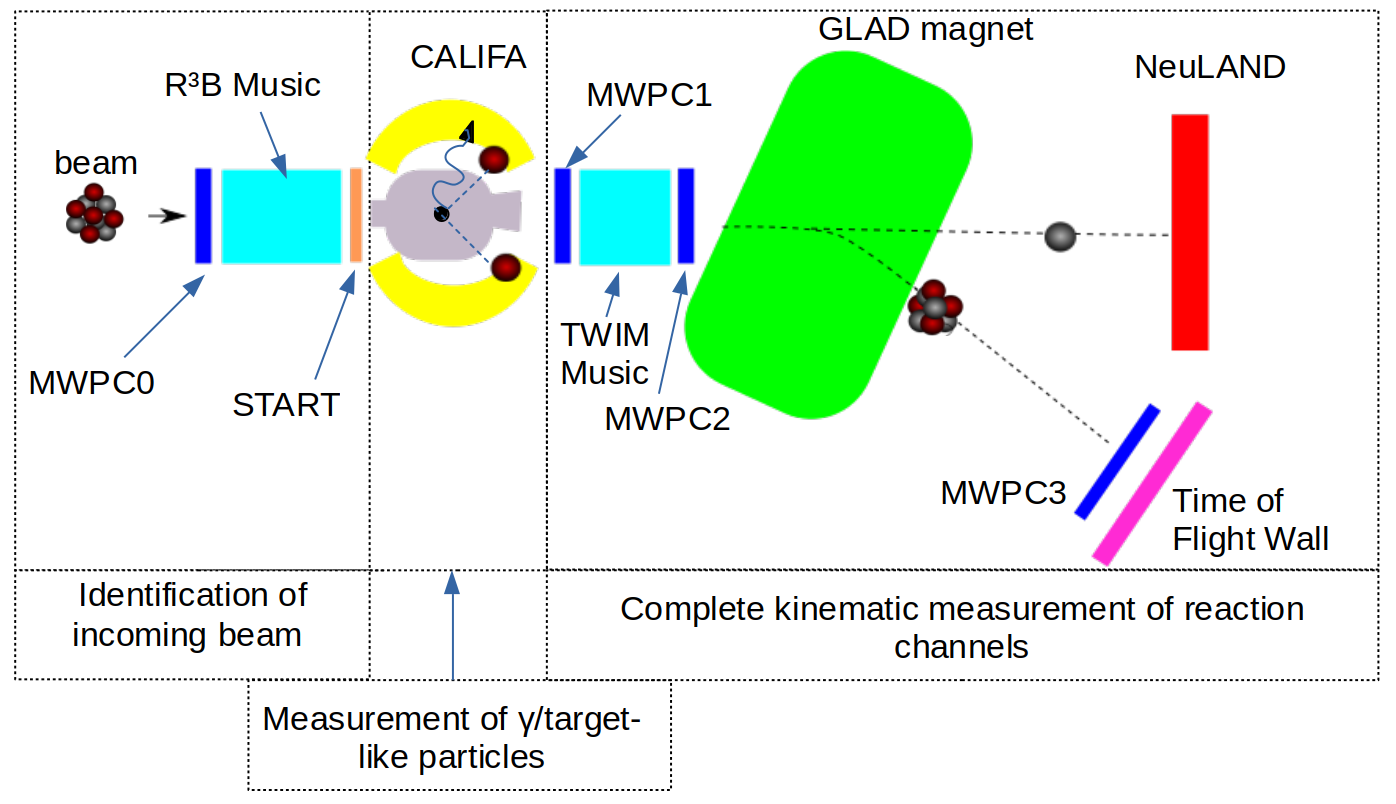 GLAD magnet
CALIFA
NeuLAND
R³B Music
MWPC1
beam
TWIM
Music
MWPC0
START
MWPC2
MWPC3
Time of
Flight Wall
Identification of
incoming beam
Complete kinematic measurement of reaction
channels
Measurement of γ/target-
like particles